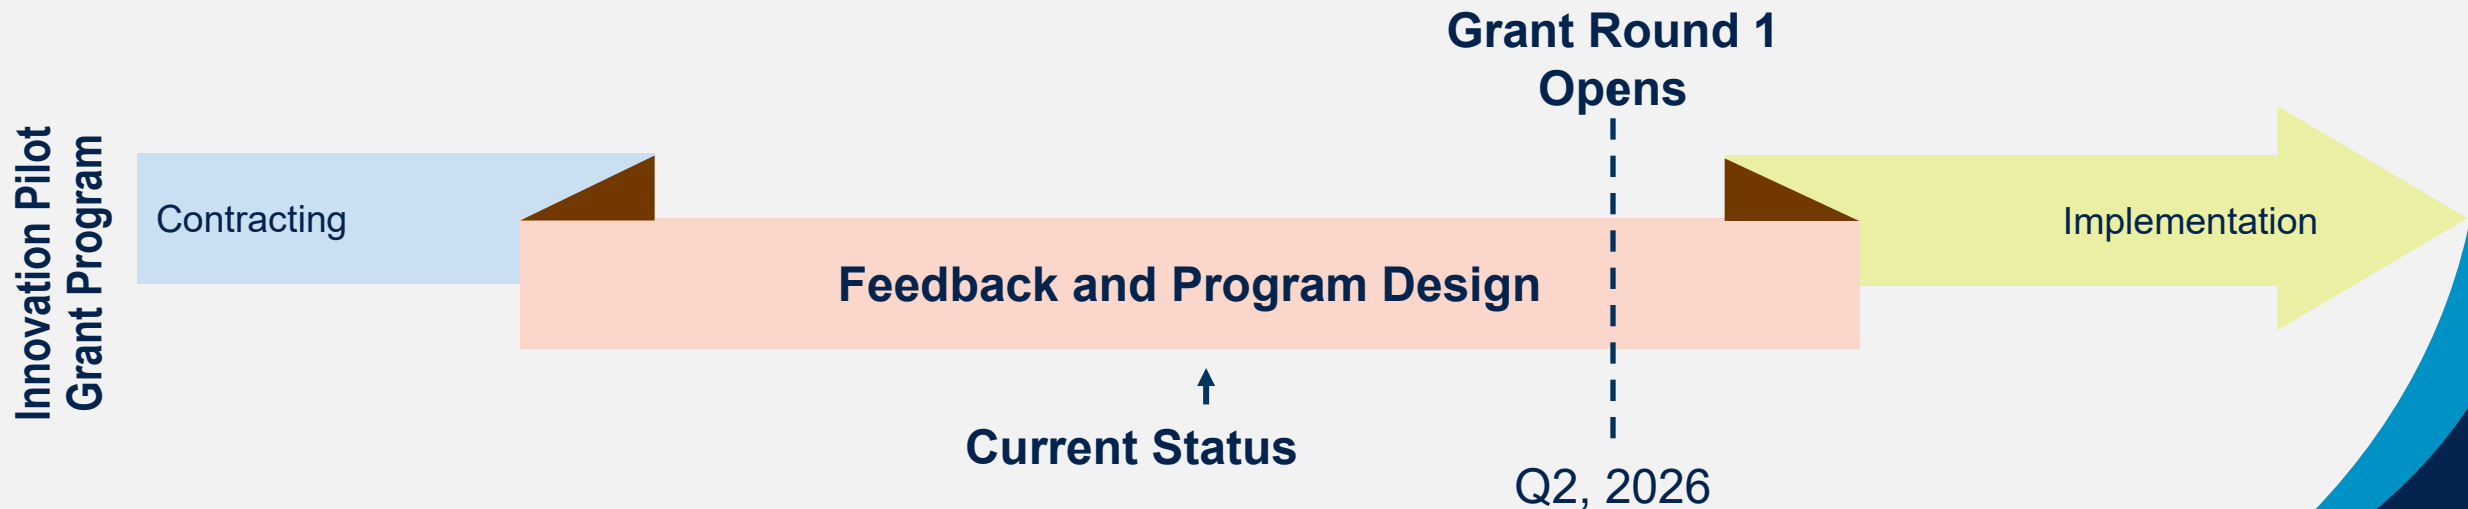 Innovation Pilot
Grant Program
Grant Round 1
Opens
Contracting
Feedback and Program Design
Implementation
Current Status
Q2, 2026